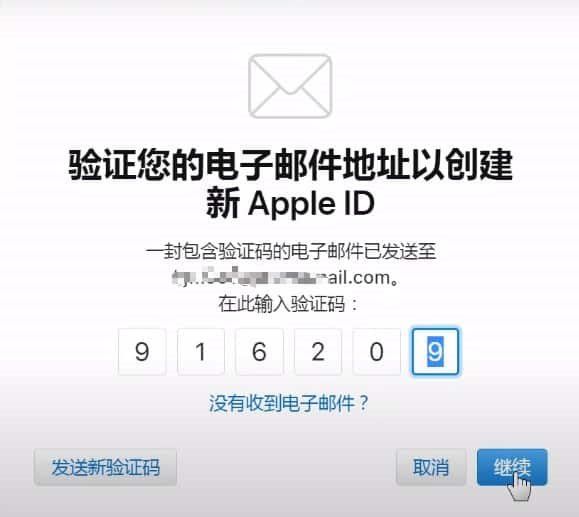 验证您的电子邮件地址以创建
新 Apple ID
一封包含验证码的电子邮件已发送至
mail.com。
在此输入验证码：
9 1 6 2 0 9
没有收到电子邮件？
发送新验证码 取消 继续